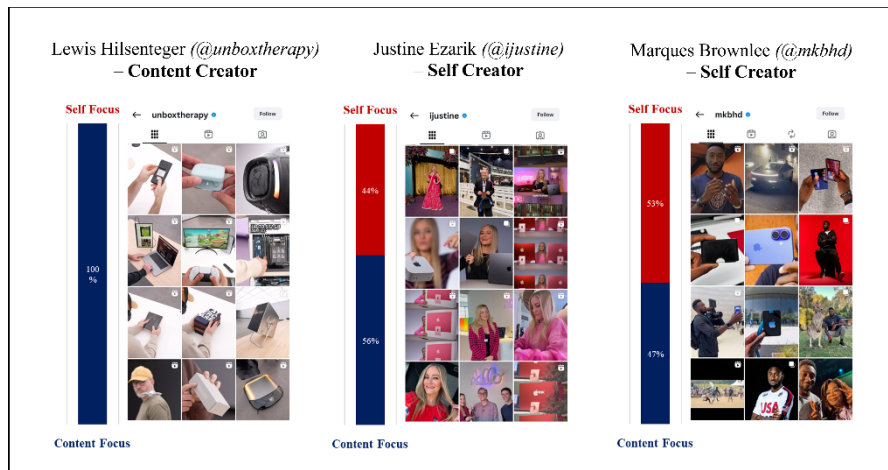 Lewis Hilsenteger (@unboxtherapy)
– Content Creator
Self Focus
unboxtherapy
Follow
100
%
Content Focus
Justine Ezarik (@ijustine)
– Self Creator
Self Focus
ijustine
Follow
44%
56%
Content Focus
Marques Brownlee (@mkbhd)
– Self Creator
Self Focus
mkbhd
Follow
53%
47%
USA
Content Focus